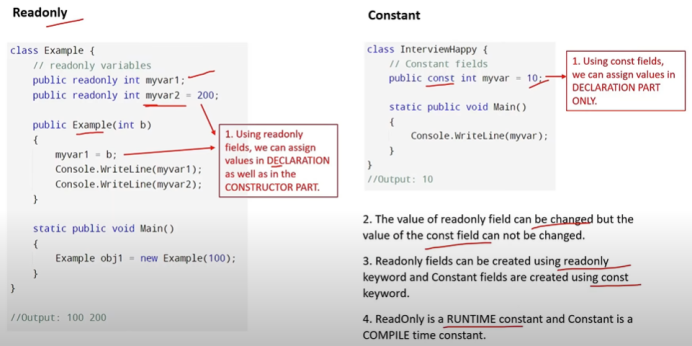 Readonly
class Example {
// readonly variables
public readonly int myvar1;
public readonly int myvar2 = 200;
public Example(int b)
{
myvar1 = b;
Console.WriteLine(myvar1);
Console.WriteLine(myvar2);
}
static public void Main()
{
Example obj1 = new Example(100);
}
}
//Output: 100 200
1. Using readonly
fields, we can assign
values in DECLARATION
as well as in the
CONSTRUCTOR PART.
Constant
class InterviewHappy {
// Constant fields
public const int myvar = 10;
static public void Main()
{
Console.WriteLine(myvar);
}
}
//Output: 10
1. Using const fields,
we can assign values in
DECLARATION PART
ONLY.
2. The value of readonly field can be changed but the
value of the const field can not be changed.
3. Readonly fields can be created using readonly
keyword and Constant fields are created using const
keyword.
4. ReadOnly is a RUNTIME constant and Constant is a
COMPILE time constant.